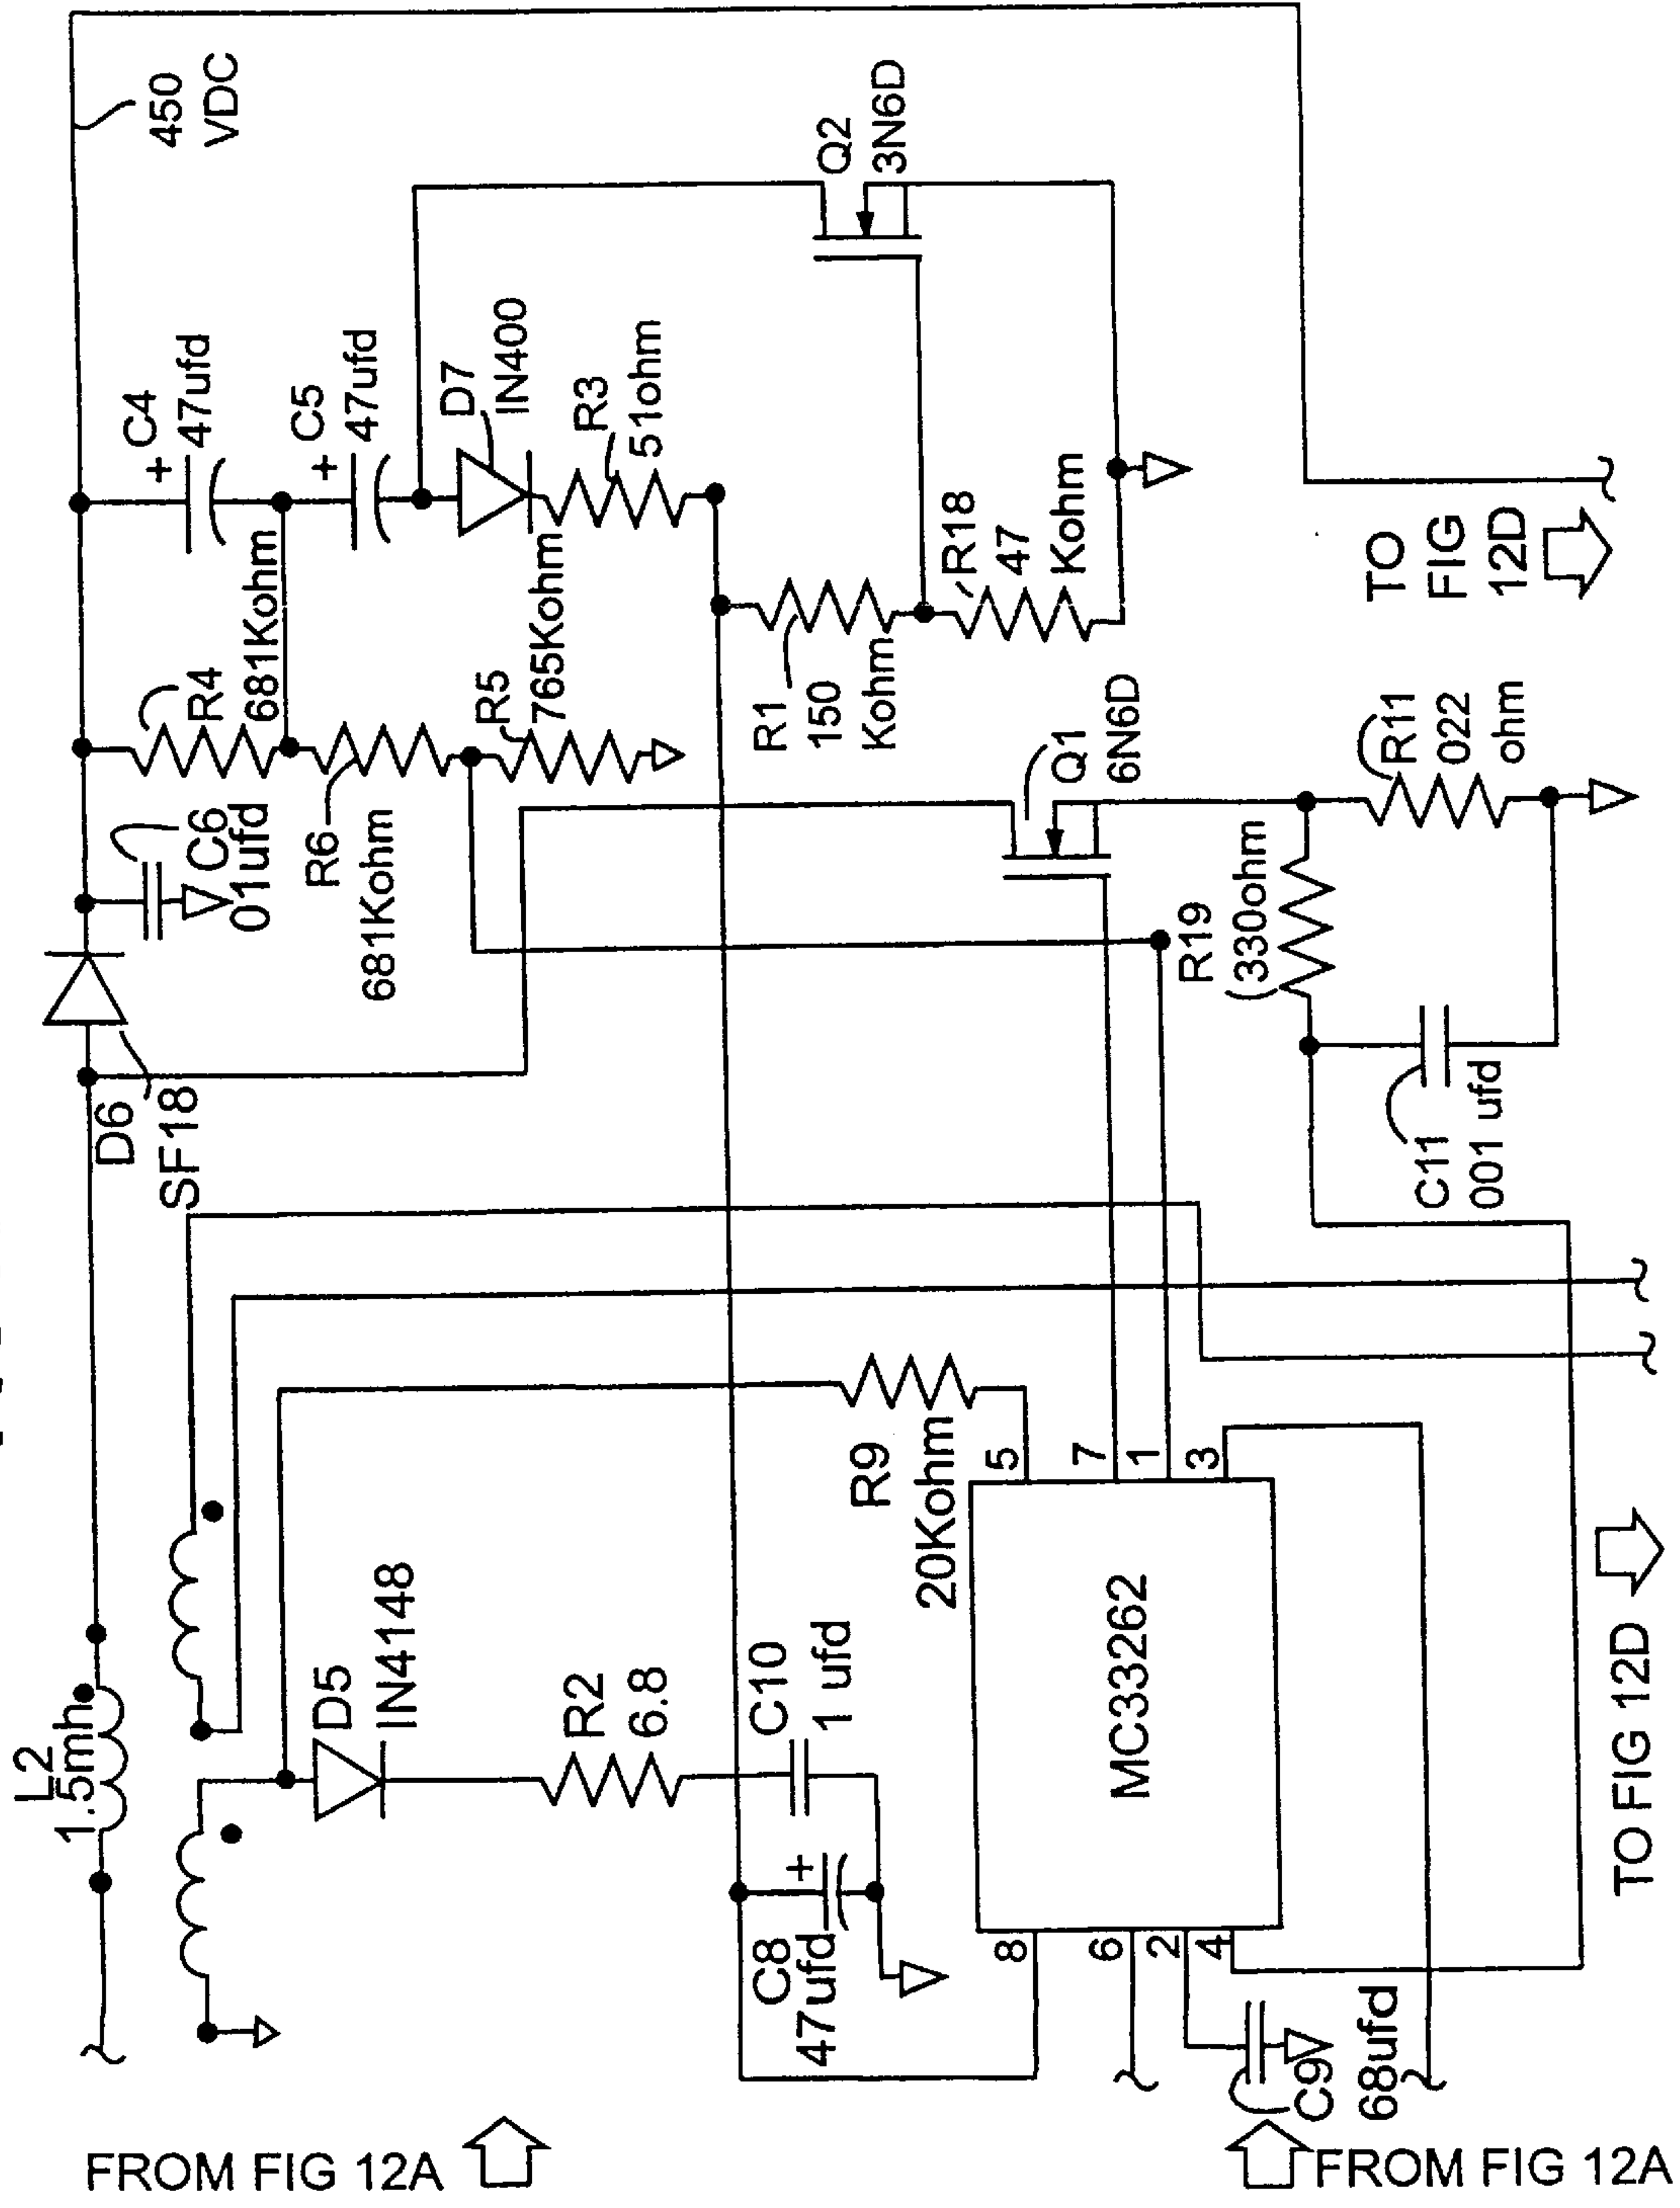 450
VDC
C4
47ufd
+
C5
47ufd
+
D7
IN400
R3
51ohm
Q2
3N6D
R4
681Kohm
R6
681Kohm
R5
765Kohm
C6
01ufd
D6
SF18
R1
150
Kohm
R18
47
Kohm
Q1
6N6D
R11
022
ohm
R19
330ohm
C11
001 ufd
TO
FIG
12D
L2
1.5mh
D5
IN4148
R2
6.8
C10
1 ufd
C8
47ufd
+
R9
20Kohm
MC33262
5
7
1
3
8
6
2
4
C9
68ufd
FROM FIG 12A
FROM FIG 12A
TO FIG 12D